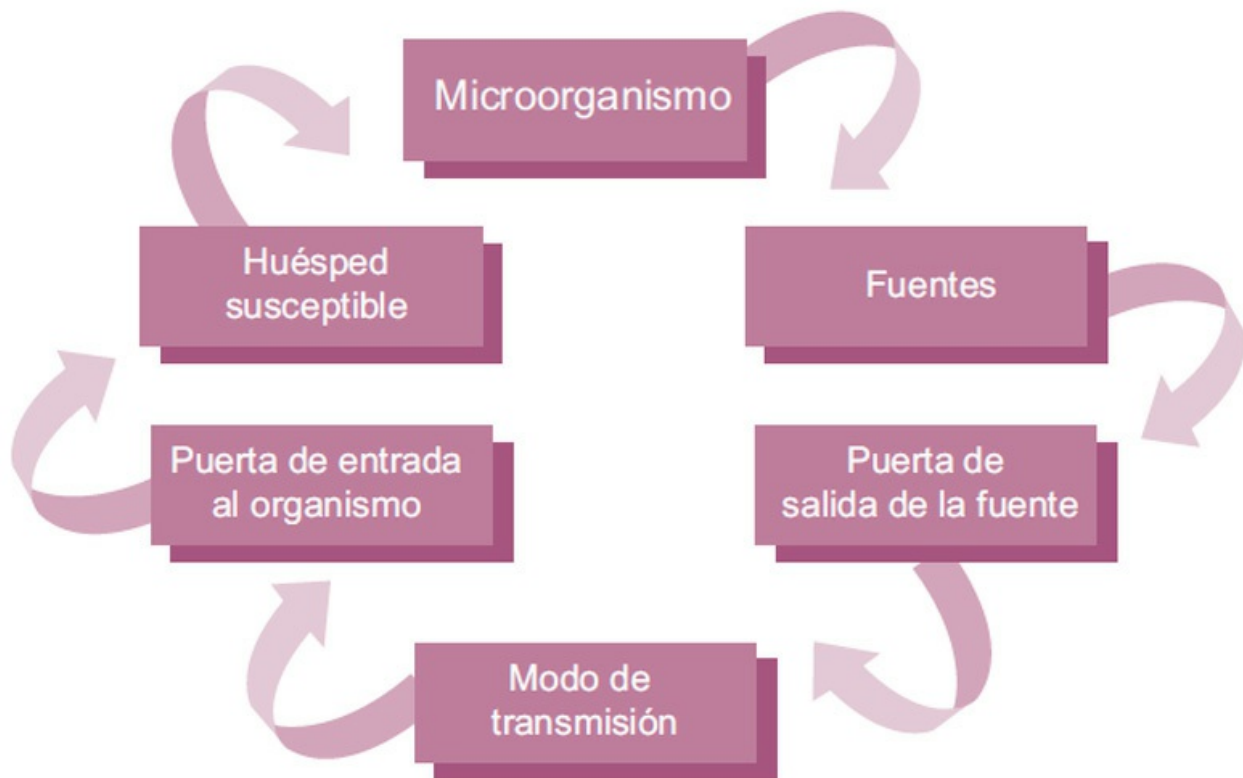 Microorganismo
Huésped
susceptible
Fuentes
Puerta de entrada
al organismo
Puerta de
salida de la fuente
Modo de
transmisión